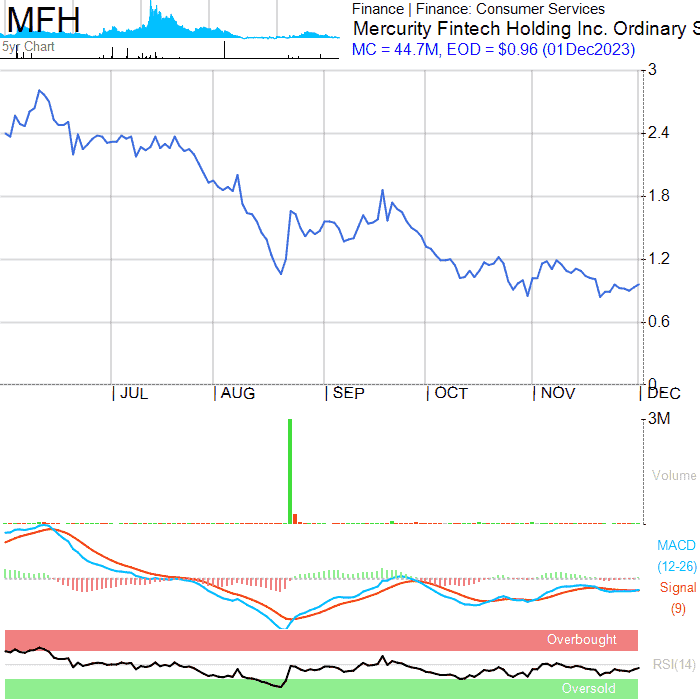 MFH
5yr Chart
Finance | Finance: Consumer Services
Mercurity Fintech Holding Inc. Ordinary S
MC = 44.7M, EOD = $0.96 (01Dec2023)
3
2.4
1.8
1.2
0.6
0
JUL AUG SEP OCT NOV DEC
3M
Volume
MACD
(12-26)
Signal
(9)
Overbought
RSI(14)
Oversold